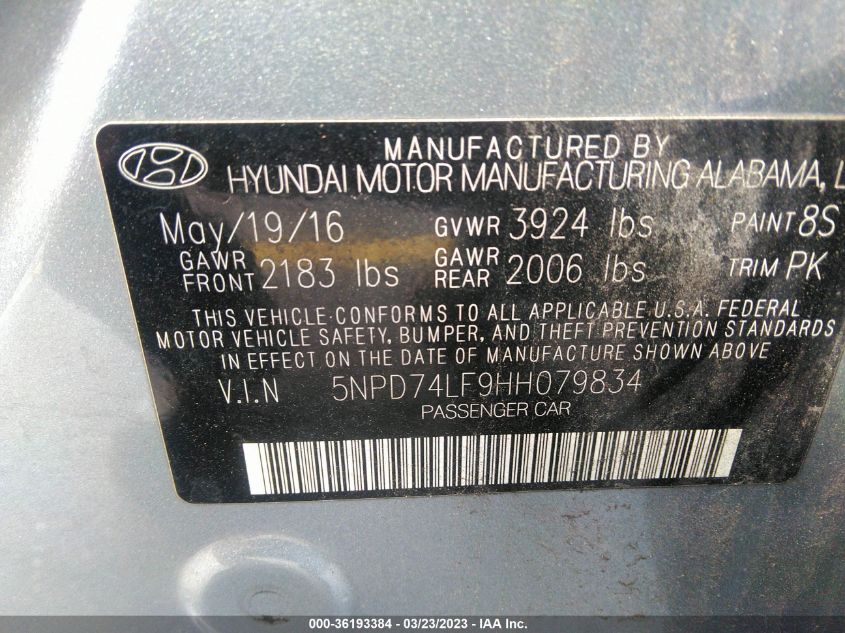 MANUFACTURED BY
HYUNDAI MOTOR MANUFACTURING ALABAMA, L
May/19/16 GVWR 3924 lbs PAINT 8S
GAWR FRONT 2183 lbs GAWR REAR 2006 lbs TRIM PK
THIS VEHICLE CONFORMS TO ALL APPLICABLE U.S.A. FEDERAL
MOTOR VEHICLE SAFETY, BUMPER, AND THEFT PREVENTION STANDARDS
IN EFFECT ON THE DATE OF MANUFACTURE SHOWN ABOVE
V.I.N 5NPD74LF9HH079834
PASSENGER CAR
000-36193384 - 03/23/2023 - IAA Inc.